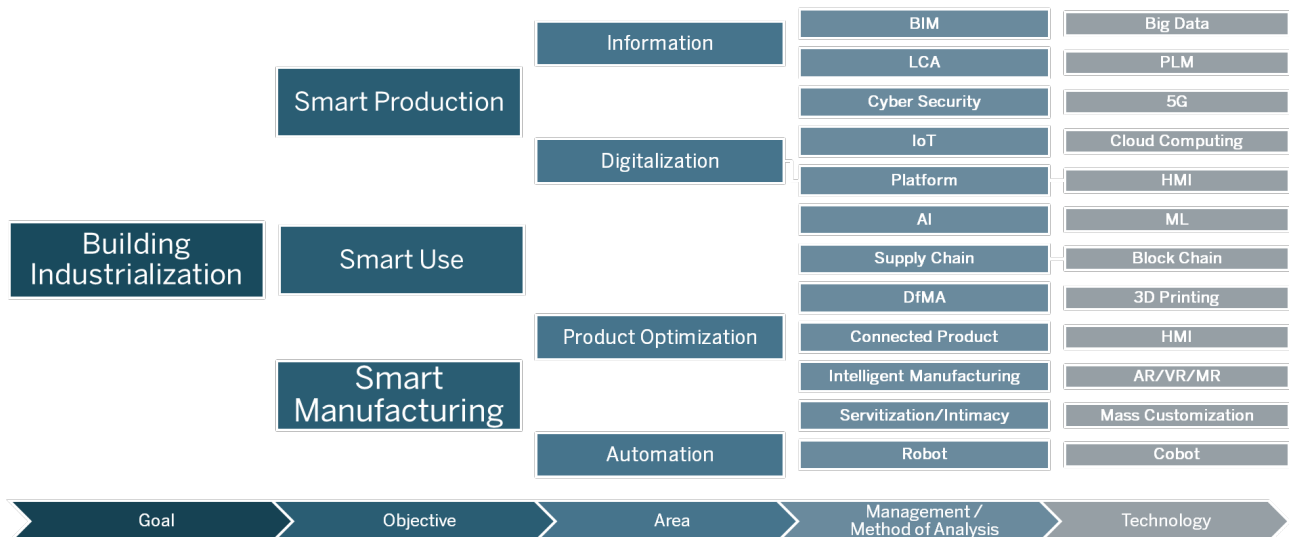 Building
Industrialization
Smart Production
Smart Use
Smart
Manufacturing
Information
Digitalization
Product Optimization
Automation
BIM
LCA
Cyber Security
IoT
Platform
AI
Supply Chain
DfMA
Connected Product
Intelligent Manufacturing
Servitization/Intimacy
Robot
Big Data
PLM
5G
Cloud Computing
HMI
ML
Block Chain
3D Printing
HMI
AR/VR/MR
Mass Customization
Cobot
Goal
Objective
Area
Management /
Method of Analysis
Technology